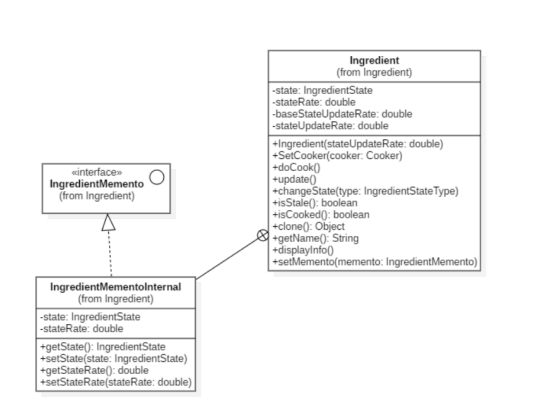 Ingredient
(from Ingredient)
-state: IngredientState
-stateRate: double
-baseStateUpdateRate: double
-stateUpdateRate: double
+Ingredient(stateUpdateRate: double)
+SetCooker(cooker: Cooker)
+doCook()
+update()
+changeState(type: IngredientStateType)
+isStale(): boolean
+isCooked(): boolean
+clone(): Object
+getName(): String
+displayInfo()
+setMemento(memento: IngredientMemento)
«interface»
IngredientMemento
(from Ingredient)
IngredientMementoInternal
(from Ingredient)
-state: IngredientState
-stateRate: double
+getState(): IngredientState
+setState(state: IngredientState)
+getStateRate(): double
+setStateRate(stateRate: double)